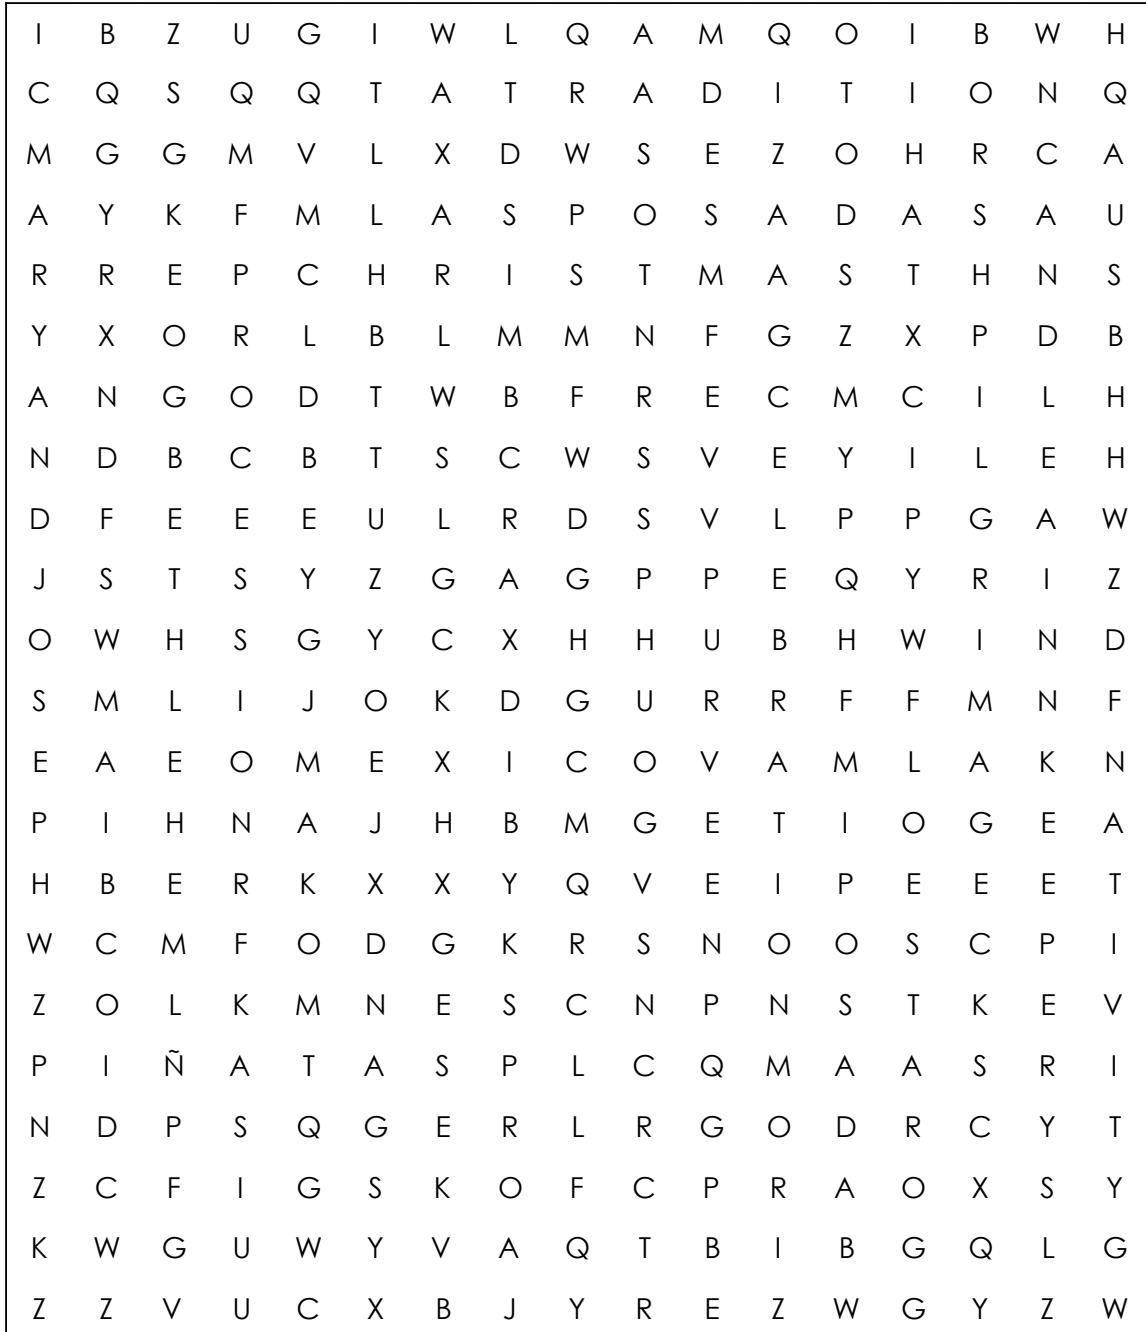 I B Z U G I W L Q A M Q O I B W H
C Q S Q Q T A T R A D I T I O N Q
M G G M V L X D W S E Z O H R C A
A Y K F M L A S P O S A D A S A U
R R E P C H R I S T M A S T H N S
Y X O R L B L M M N F G Z X P D B
A N G O D T W B F R E C M C I L H
N D B C B T S C W S V E Y I L E H
D F E E E U L R D S V L P P G A W
J S T S Y Z G A G P P E Q Y R I Z
O W H S G Y C X H H U B H W I N D
S M L I J O K D G U R R F F M N F
E A E O M E X I C O V A M L A K N
P I H N A J H B M G E T I O G E A
H B E R K X X Y Q V E I P E E E T
W C M F O D G K R S N O O S C P I
Z O L K M N E S C N P N S T K E V
P I Ñ A T A S P L C Q M A A S R I
N D P S Q G E R L R G O D R C Y T
Z C F I G S K O F C P R A O X S Y
K W G U W Y V A Q T B I B G Q L G
Z Z V U C X B J Y R E Z W G Y Z W